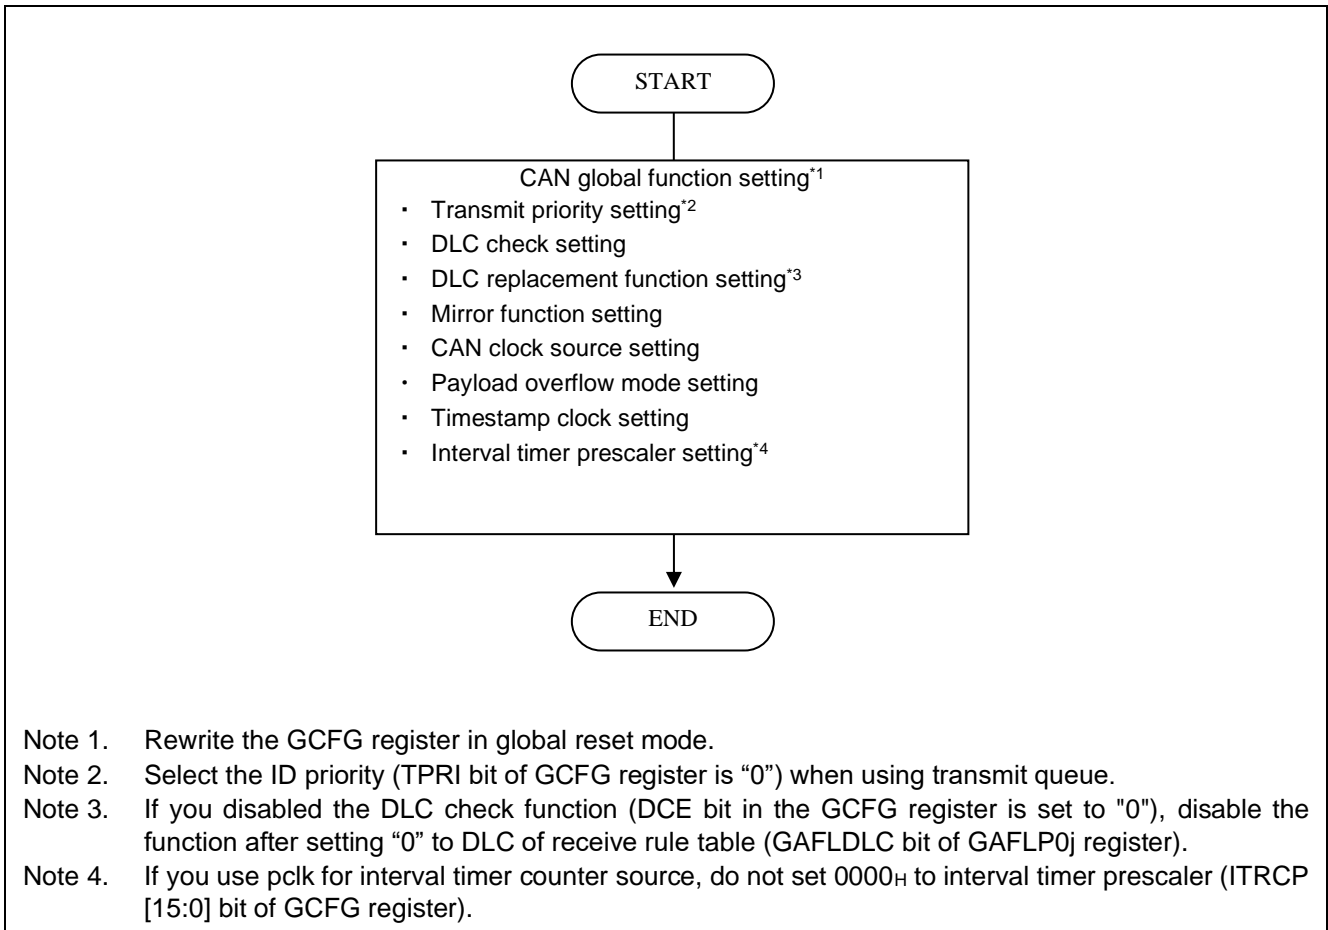 START
CAN global function setting*1
・ Transmit priority setting*2
・ DLC check setting
・ DLC replacement function setting*3
・ Mirror function setting
・ CAN clock source setting
・ Payload overflow mode setting
・ Timestamp clock setting
・ Interval timer prescaler setting*4
END
Note 1. Rewrite the GCFG register in global reset mode.
Note 2. Select the ID priority (TPRI bit of GCFG register is “0”) when using transmit queue.
Note 3. If you disabled the DLC check function (DCE bit in the GCFG register is set to "0"), disable the
function after setting “0” to DLC of receive rule table (GAFLDLC bit of GAFLP0j register).
Note 4. If you use pclk for interval timer counter source, do not set 0000H to interval timer prescaler (ITRCP
[15:0] bit of GCFG register).